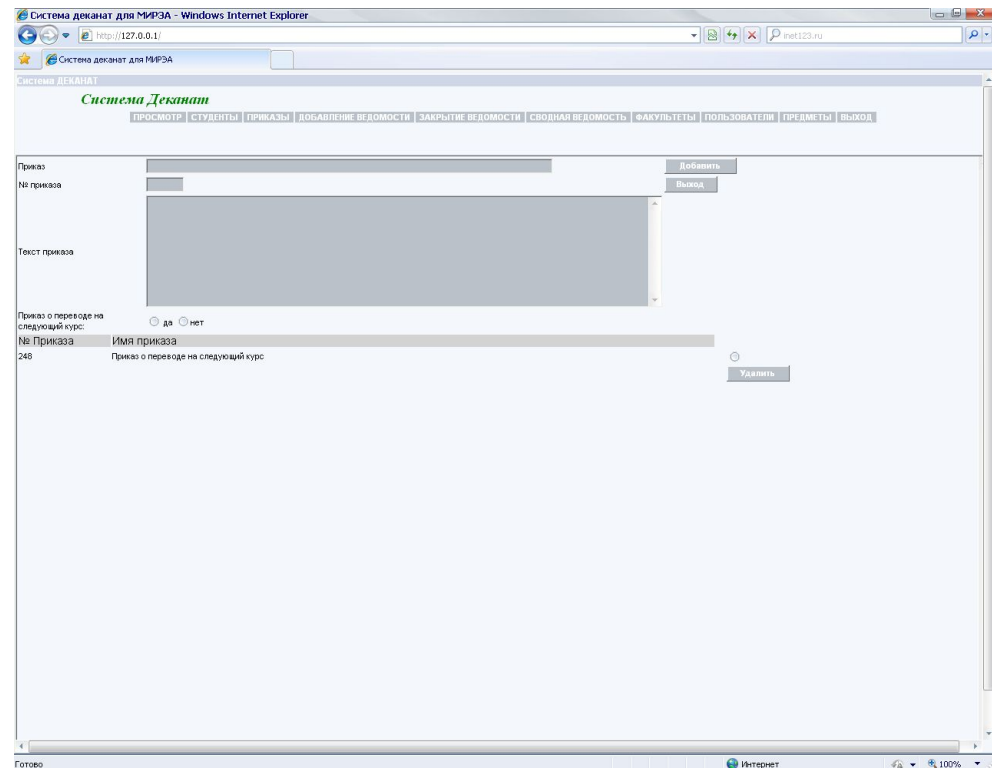 Система деканат для МИРЭА - Windows Internet Explorer
http://127.0.0.1/
inet123.ru
Система деканат для МИРЭА
Система ДЕКАНАТ
Система Деканат
ПРОСМОТР СТУДЕНТЫ ПРИКАЗЫ ДОБАВЛЕНИЕ ВЕДОМОСТИ ЗАКРЫТИЕ ВЕДОМОСТИ СВОДНАЯ ВЕДОМОСТЬ ФАКУЛЬТЕТЫ ПОЛЬЗОВАТЕЛИ ПРЕДМЕТЫ ВЫХОД
Приказ Добавить
№ приказа Выход
Текст приказа
Приказ о переводе на
следующий курс: да нет
№ Приказа Имя приказа
248 Приказ о переводе на следующий курс
Удалить
Готово Интернет 100%